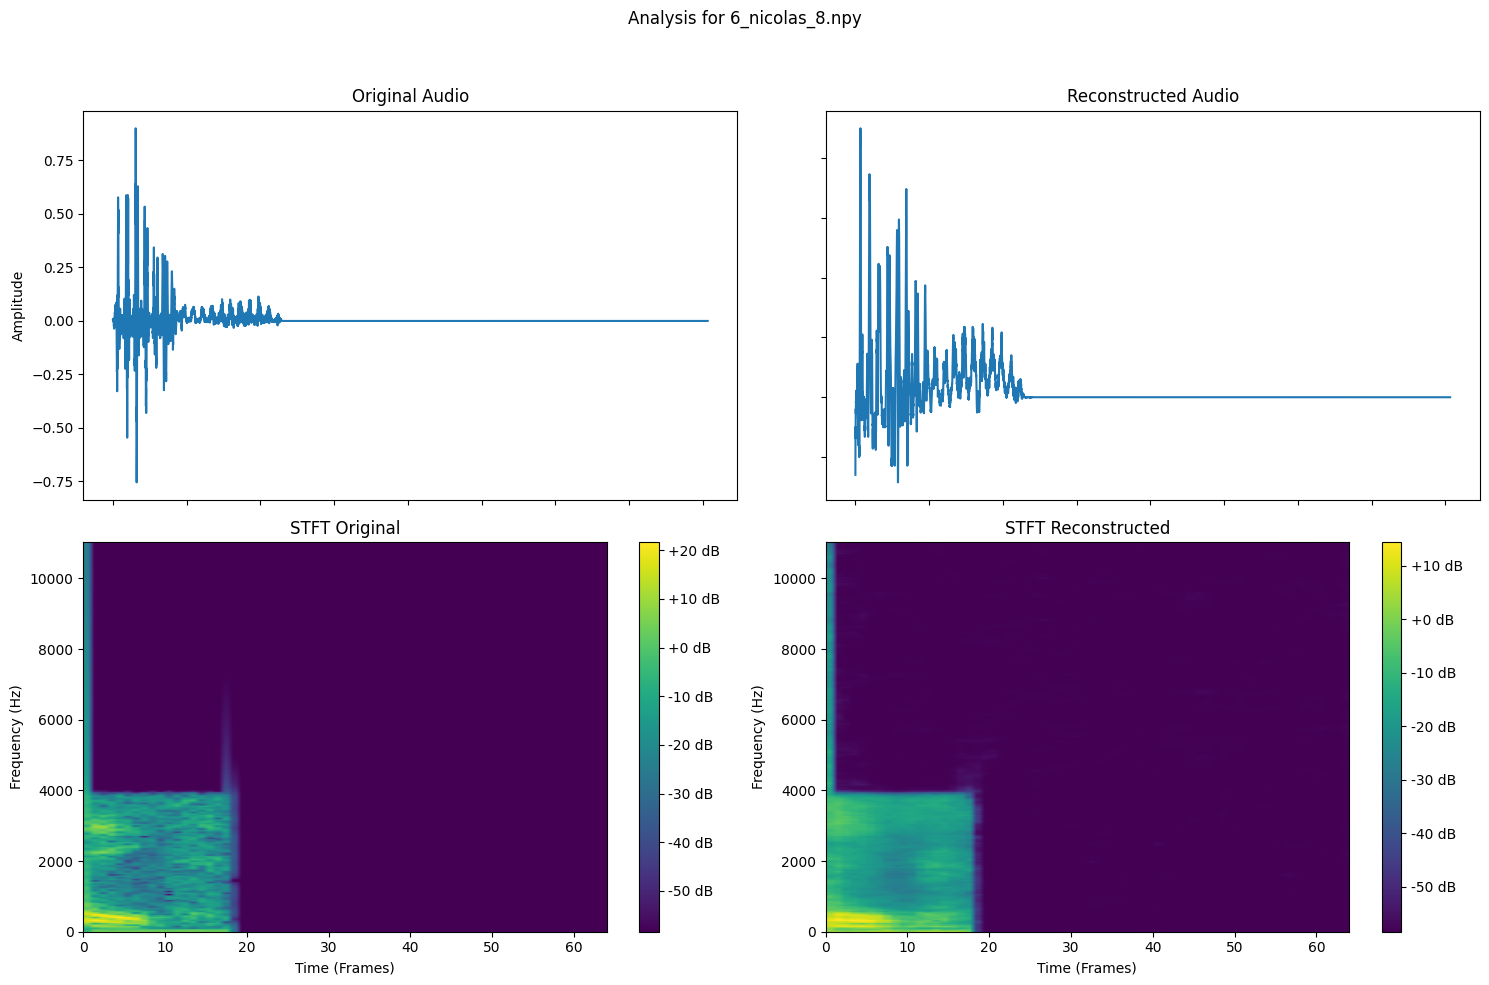 Analysis for 6_nicolas_8.npy
Original Audio
Amplitude
0.75
0.50
0.25
0.00
−0.25
−0.50
−0.75
Reconstructed Audio
STFT Original
Frequency (Hz)
10000
8000
6000
4000
2000
0
0 10 20 30 40 50 60
Time (Frames)
+20 dB
+10 dB
+0 dB
-10 dB
-20 dB
-30 dB
-40 dB
-50 dB
STFT Reconstructed
Frequency (Hz)
10000
8000
6000
4000
2000
0
0 10 20 30 40 50 60
Time (Frames)
+10 dB
+0 dB
-10 dB
-20 dB
-30 dB
-40 dB
-50 dB